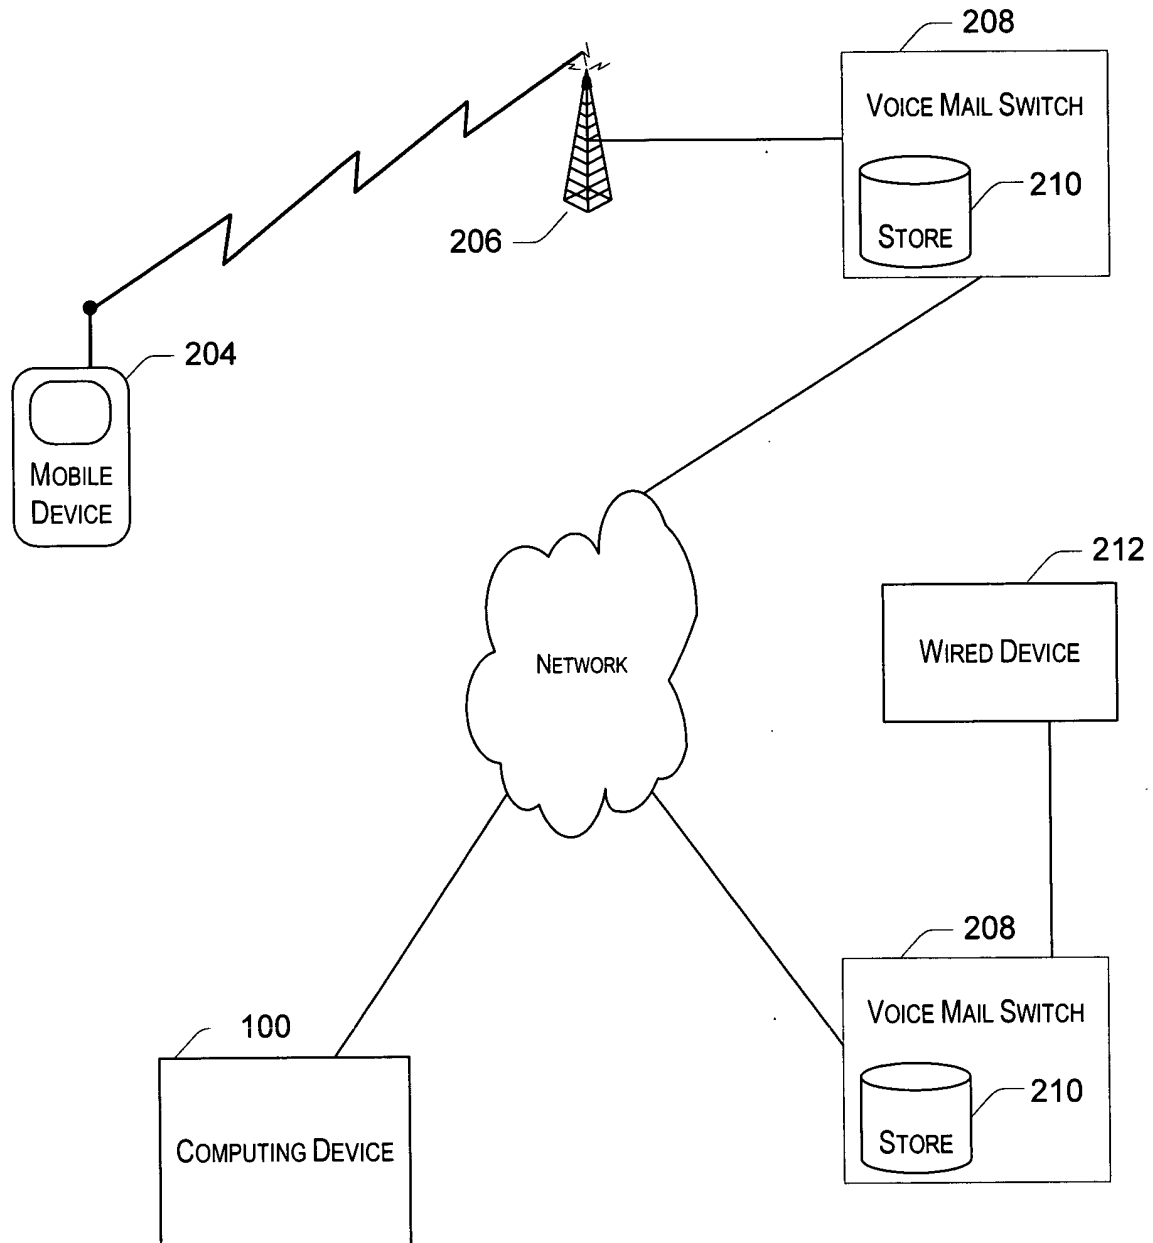 208
VOICE MAIL SWITCH
210
STORE
206
204
MOBILE
DEVICE
212
WIRED DEVICE
NETWORK
208
VOICE MAIL SWITCH
100
210
COMPUTING DEVICE
STORE